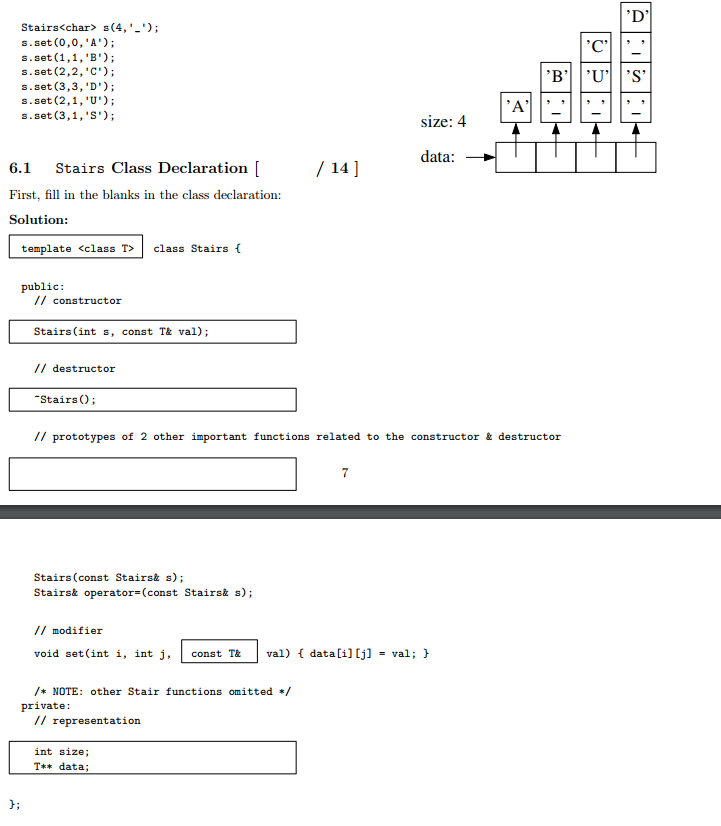 Stairs<char> s(4,'_');
s.set(0,0,'A');
s.set(1,1,'B');
s.set(2,2,'C');
s.set(3,3,'D');
s.set(2,1,'U');
s.set(3,1,'S');
'D'
'C' '_'
'B' 'U' 'S'
'A' '_' '_' '_'
size: 4
data:
6.1 Stairs Class Declaration [ / 14 ]
First, fill in the blanks in the class declaration:
Solution:
template <class T> class Stairs {
public:
// constructor
Stairs(int s, const T& val);
// destructor
~Stairs();
// prototypes of 2 other important functions related to the constructor & destructor
7
Stairs(const Stairs& s);
Stairs& operator=(const Stairs& s);
// modifier
void set(int i, int j, const T& val) { data[i][j] = val; }
/* NOTE: other Stair functions omitted */
private:
// representation
int size;
T** data;
};